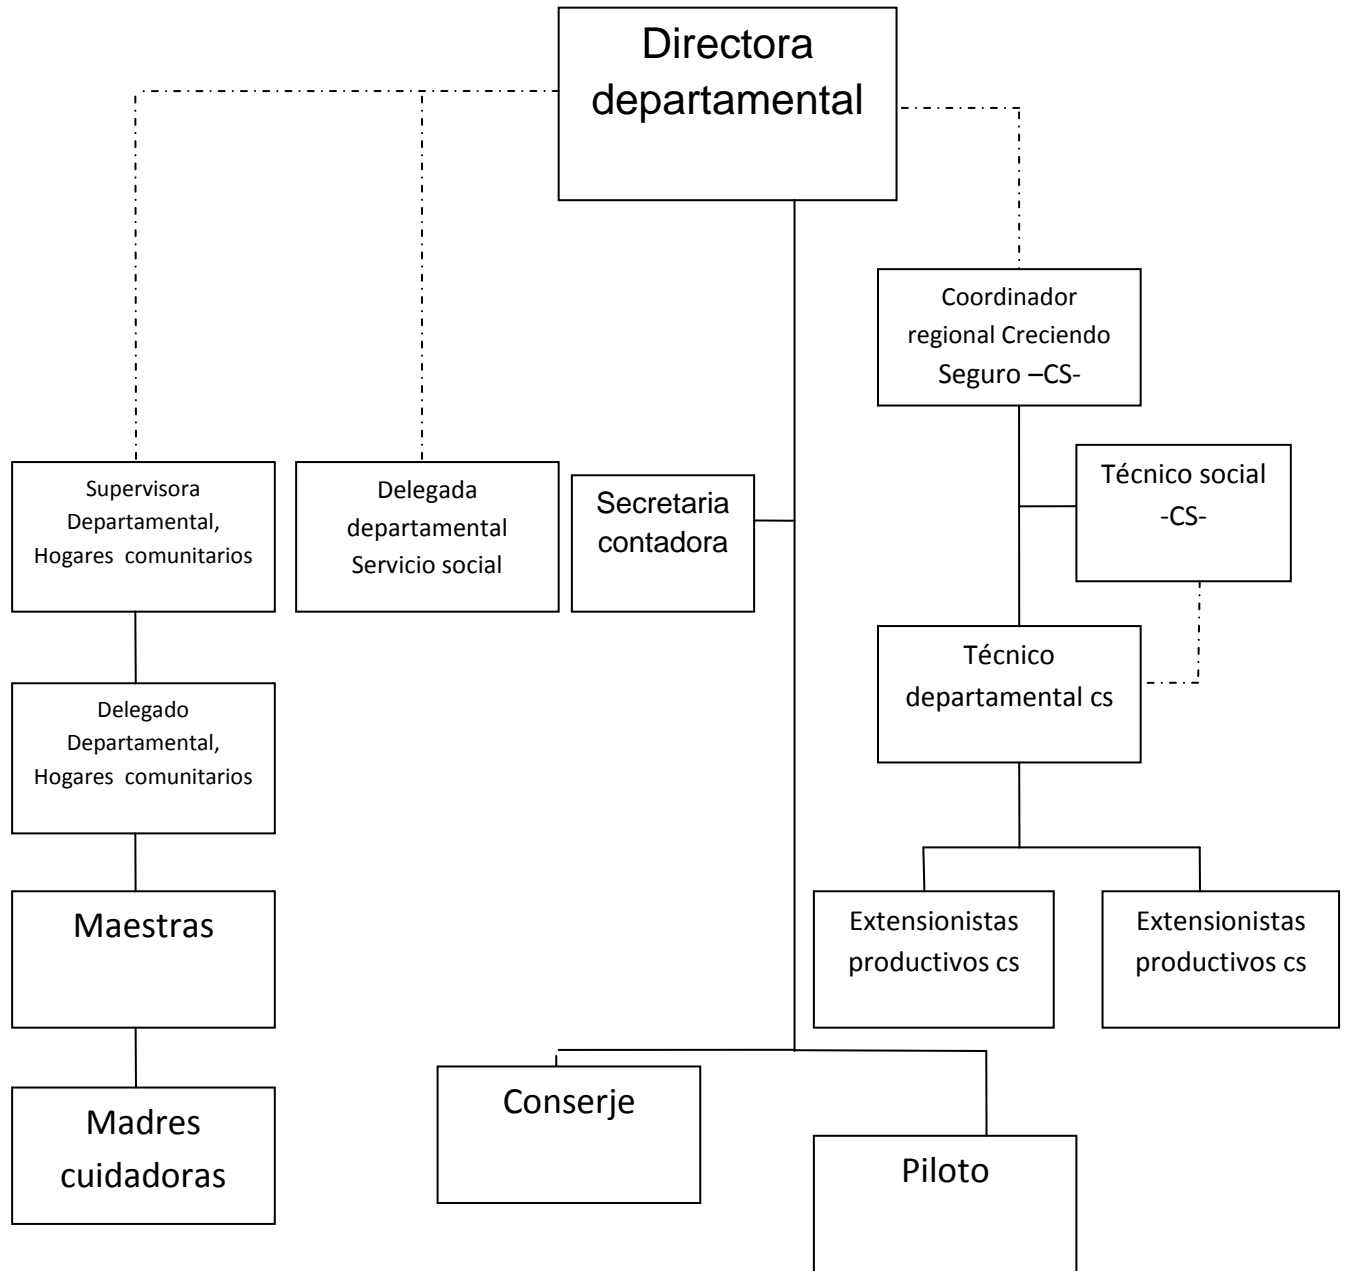 Directora
departamental
Coordinador
regional Creciendo
Seguro –CS-
Supervisora
Departamental,
Hogares comunitarios
Delegada
departamental
Servicio social
Secretaria
contadora
Técnico social
-CS-
Técnico
departamental cs
Delegado
Departamental,
Hogares comunitarios
Maestras
Extensionistas
productivos cs
Extensionistas
productivos cs
Madres
cuidadoras
Conserje
Piloto